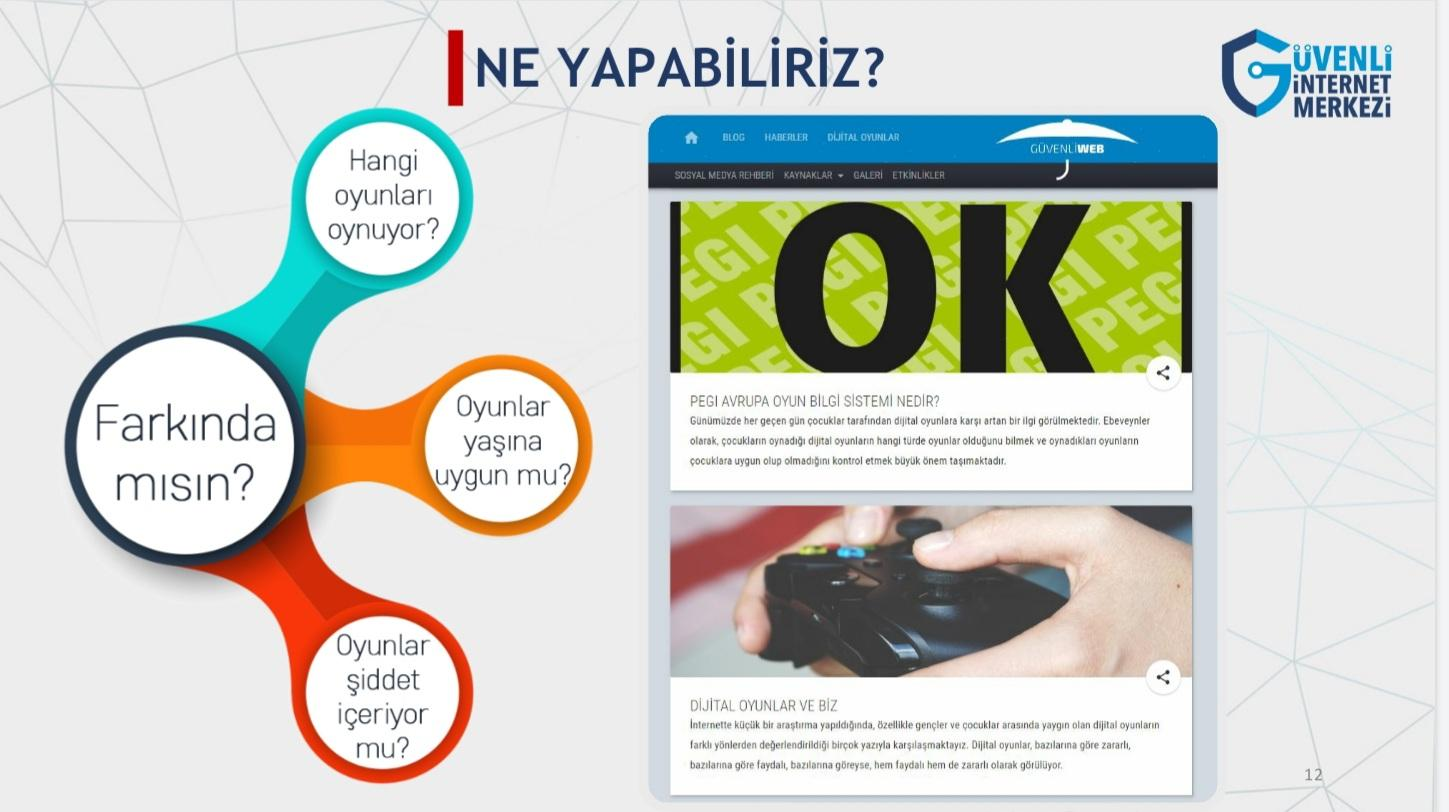 NE YAPABİLİRİZ?
GÜVENLİ
İNTERNET
MERKEZİ
Hangi
oyunları
oynuyor?
Farkında
mısın?
Oyunlar
yaşına
uygun mu?
Oyunlar
şiddet
içeriyor
mu?
BLOG HABERLER DİJİTAL OYUNLAR
GÜVENLİWEB
SOSYAL MEDYA REHBERİ KAYNAKLAR GALERİ ETKİNLİKLER
PEGI PEGI PEGI
OK
PEGI AVRUPA OYUN BİLGİ SİSTEMİ NEDİR?
Günümüzde her geçen gün çocuklar tarafından dijital oyunlara karşı artan bir ilgi görülmektedir. Ebeveynler
olarak, çocukların oynadığı dijital oyunların hangi türde oyunlar olduğunu bilmek ve oynadıkları oyunların
çocuklara uygun olup olmadığını kontrol etmek büyük önem taşımaktadır.
DİJİTAL OYUNLAR VE BİZ
İnternette küçük bir araştırma yapıldığında, özellikle gençler ve çocuklar arasında yaygın olan dijital oyunların
farklı yönlerden değerlendirildiği birçok yazıyla karşılaşmaktayız. Dijital oyunlar, bazılarına göre zararlı,
bazılarına göre faydalı, bazılarına göreyse, hem faydalı hem de zararlı olarak görülüyor.
12